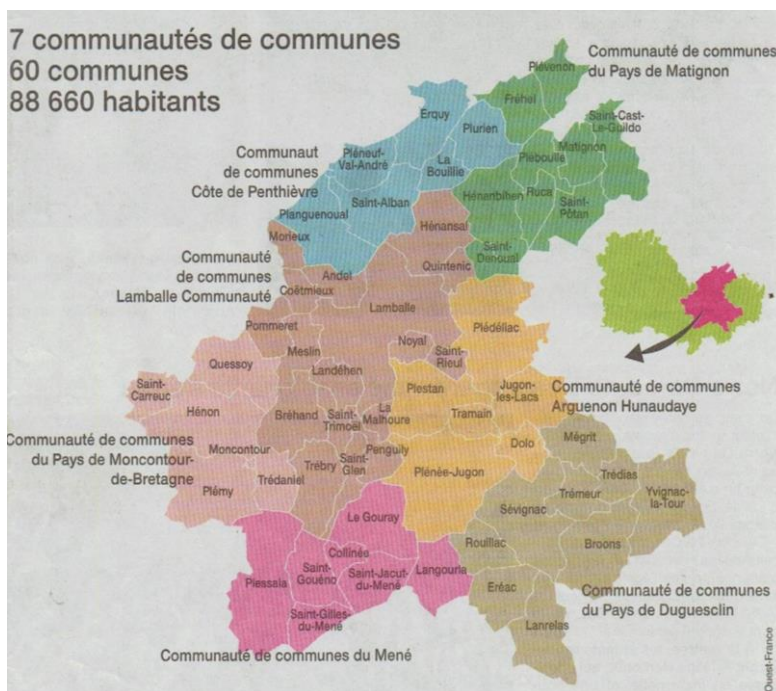 7 communautés de communes
60 communes
88 660 habitants
Communauté de communes
du Pays de Matignon
Plévenon
Fréhel
Saint-Cast-
Le-Guildo
Erquy
Plurien
Matignon
Pléboulle
Communaut
de communes
Côte de Penthièvre
Pléneuf-
Val-André
La
Bouillie
Hénanbihen
Ruca
Saint-
Pôtan
Saint-Alban
Planguenoual
Hénansal
Morieux
Saint-
Denoual
Communauté
de communes
Lamballe Communauté
Andel
Quintenic
Coëtmieux
Lamballe
Pommeret
Plédéliac
Noyal
Meslin
Saint-
Rieul
Quessoy
Landéhen
Plestan
Jugon-
les-Lacs
Communauté de communes
Arguenon Hunaudaye
Saint-
Carreuc
Hénon
Bréhand
Saint-
Trimoël
La
Malhoure
Tramain
Mégrit
Dolo
Communauté de communes
du Pays de Moncontour-
de-Bretagne
Moncontour
Penguily
Saint-
Glen
Trébry
Trédaniel
Plénée-Jugon
Trédias
Plémy
Trémeur
Yvignac-
la-Tour
Sévignac
Le Gouray
Rouillac
Broons
Collinée
Saint-
Gouéno
Saint-Jacut-
du-Mené
Langourla
Plessala
Eréac
Communauté de communes
du Pays de Duguesclin
Saint-Gilles-
du-Mené
Lanrelas
Communauté de communes du Mené
Ouest-France